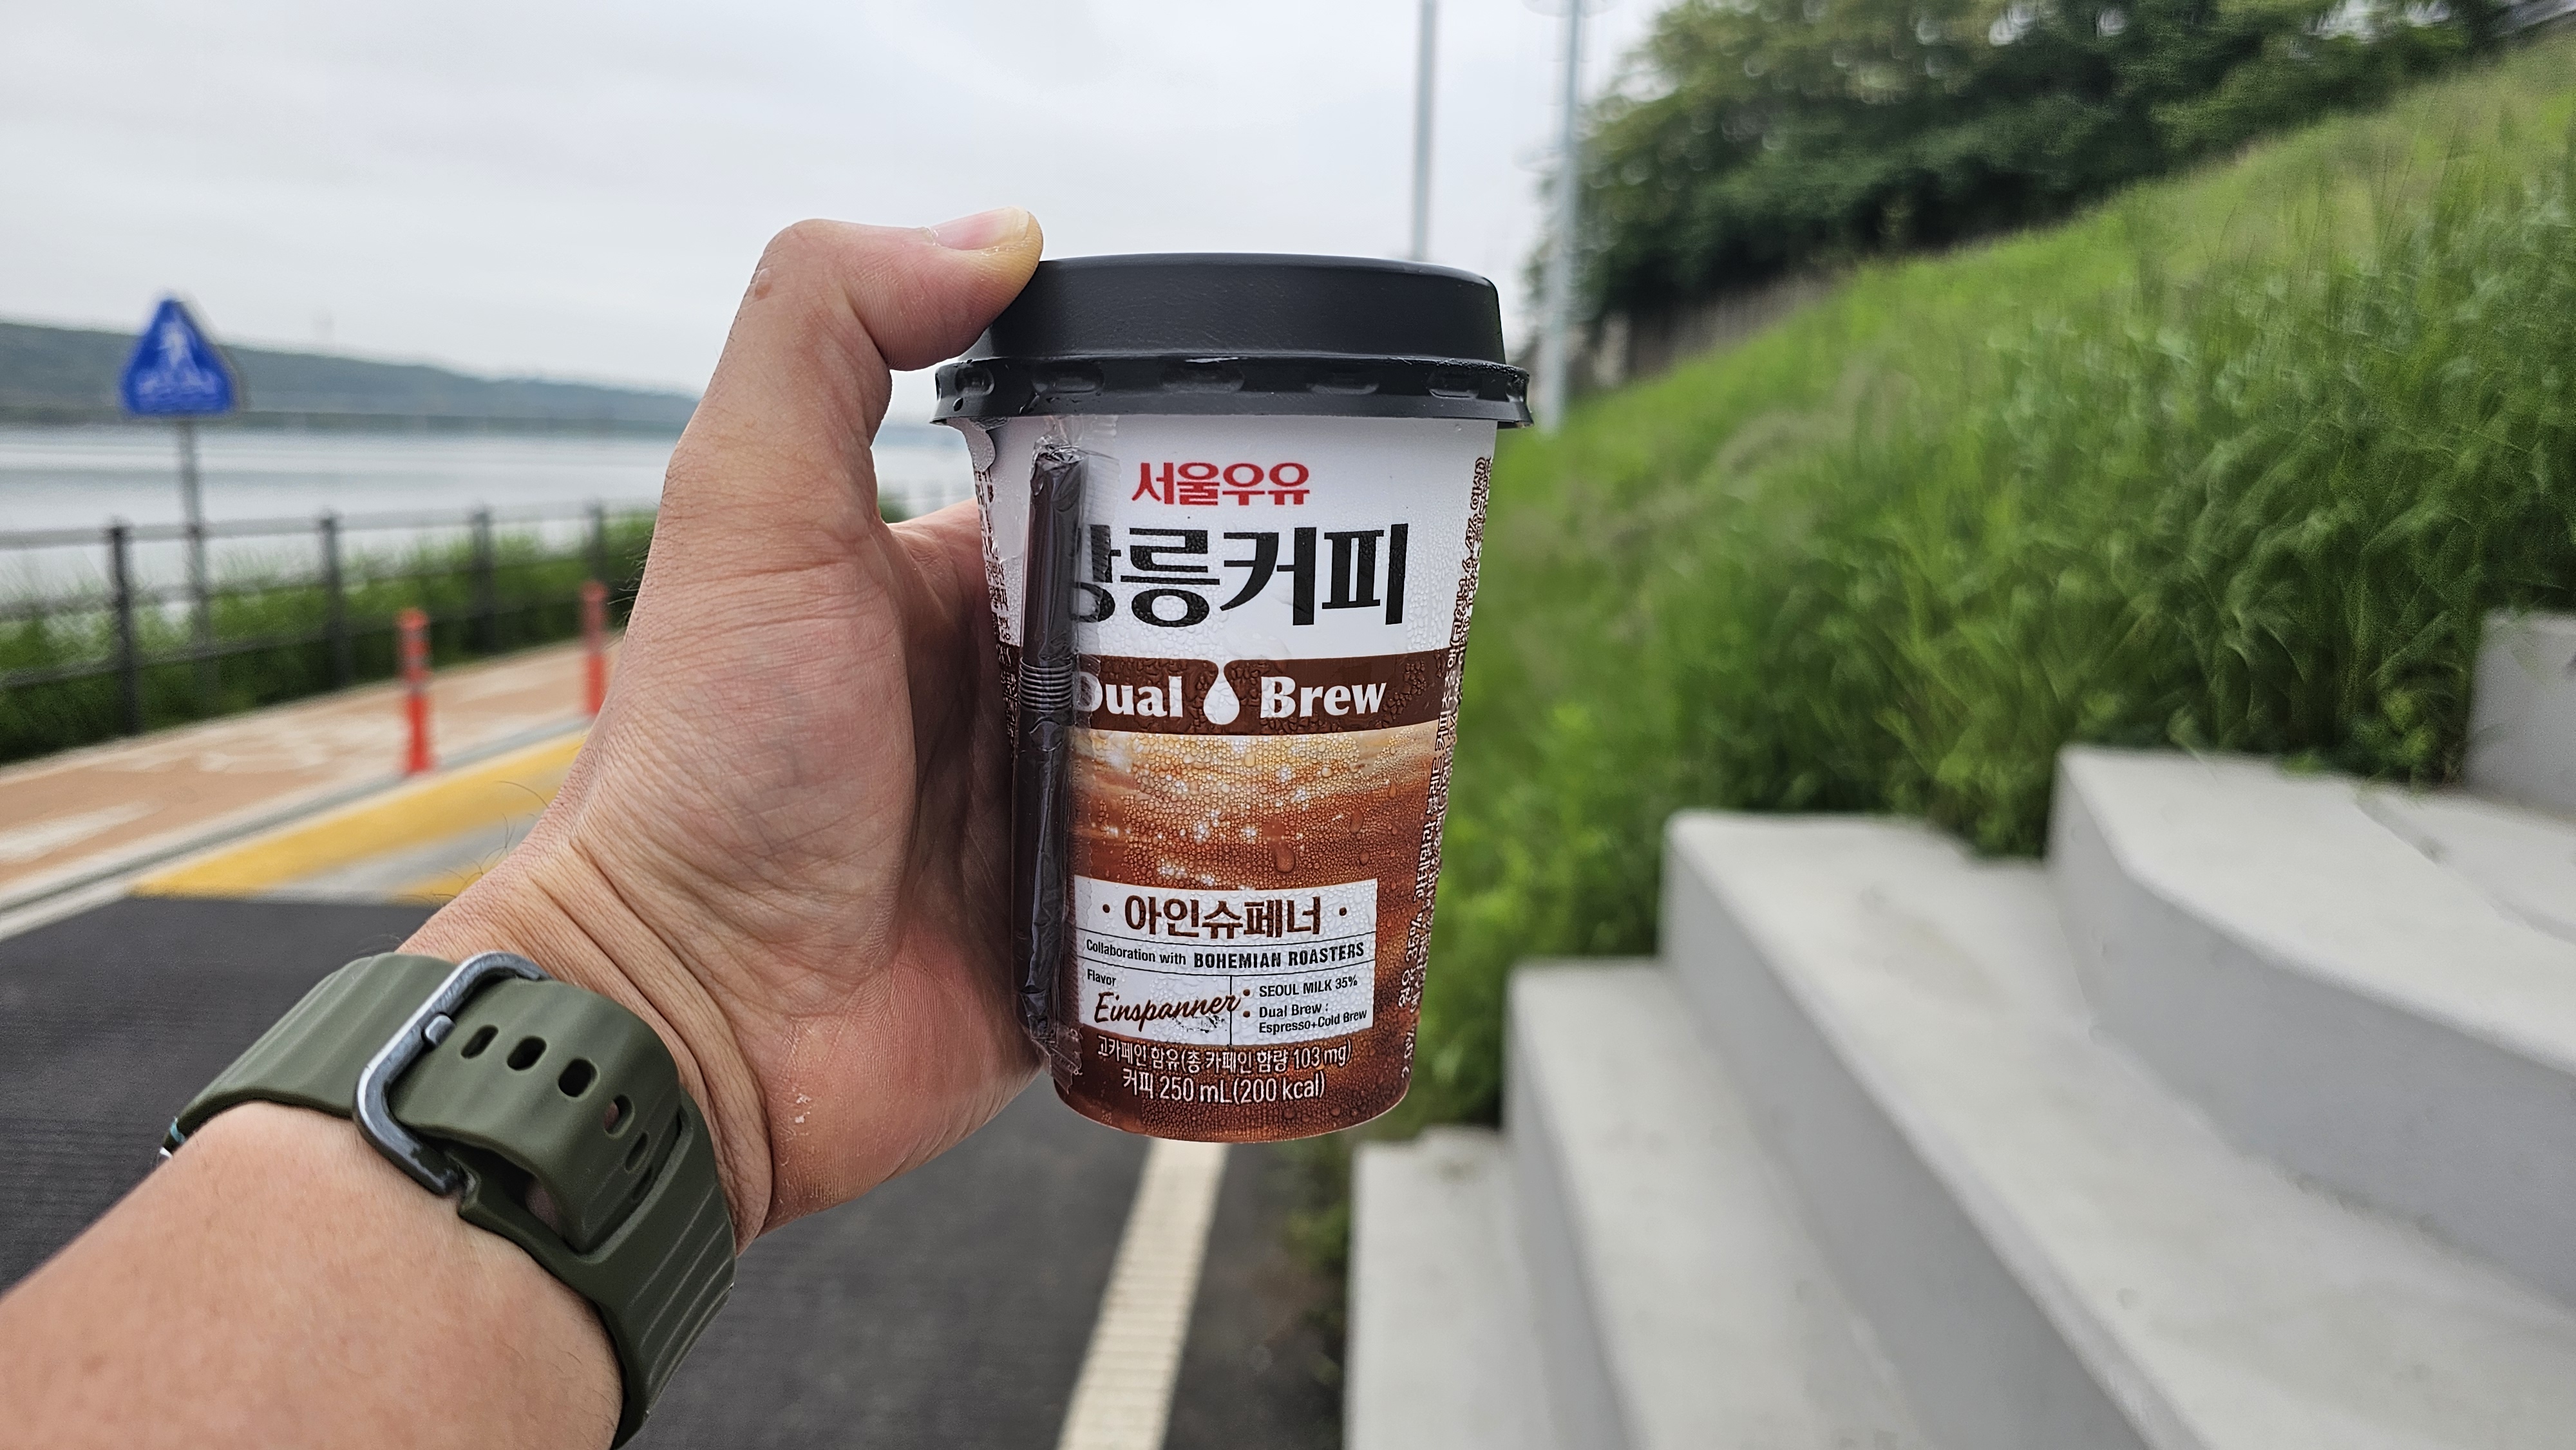 서울우유
강릉커피
Dual Brew
· 아인슈페너 ·
Collaboration with BOHEMIAN ROASTERS
Flavor
Einspanner
• SEOUL MILK 35%
• Dual Brew :
Espresso+Cold Brew
고카페인 함유(총 카페인 함량 103 mg)
커피 250 mL(200 kcal)